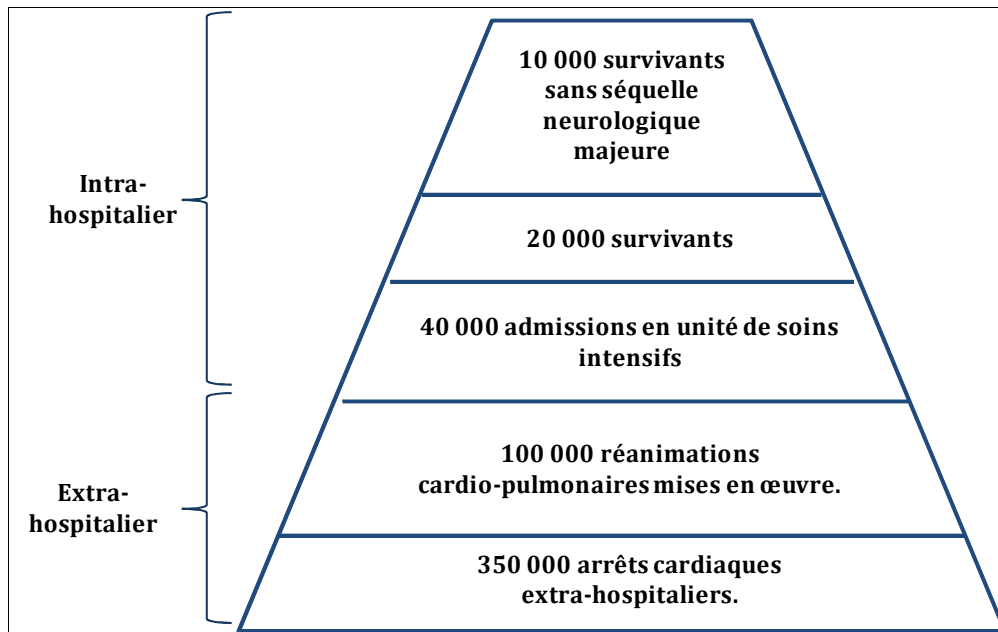 10 000 survivants
sans séquelle
neurologique
majeure
Intra-
hospitalier
20 000 survivants
40 000 admissions en unité de soins
intensifs
100 000 réanimations
cardio-pulmonaires mises en œuvre.
Extra-
hospitalier
350 000 arrêts cardiaques
extra-hospitaliers.